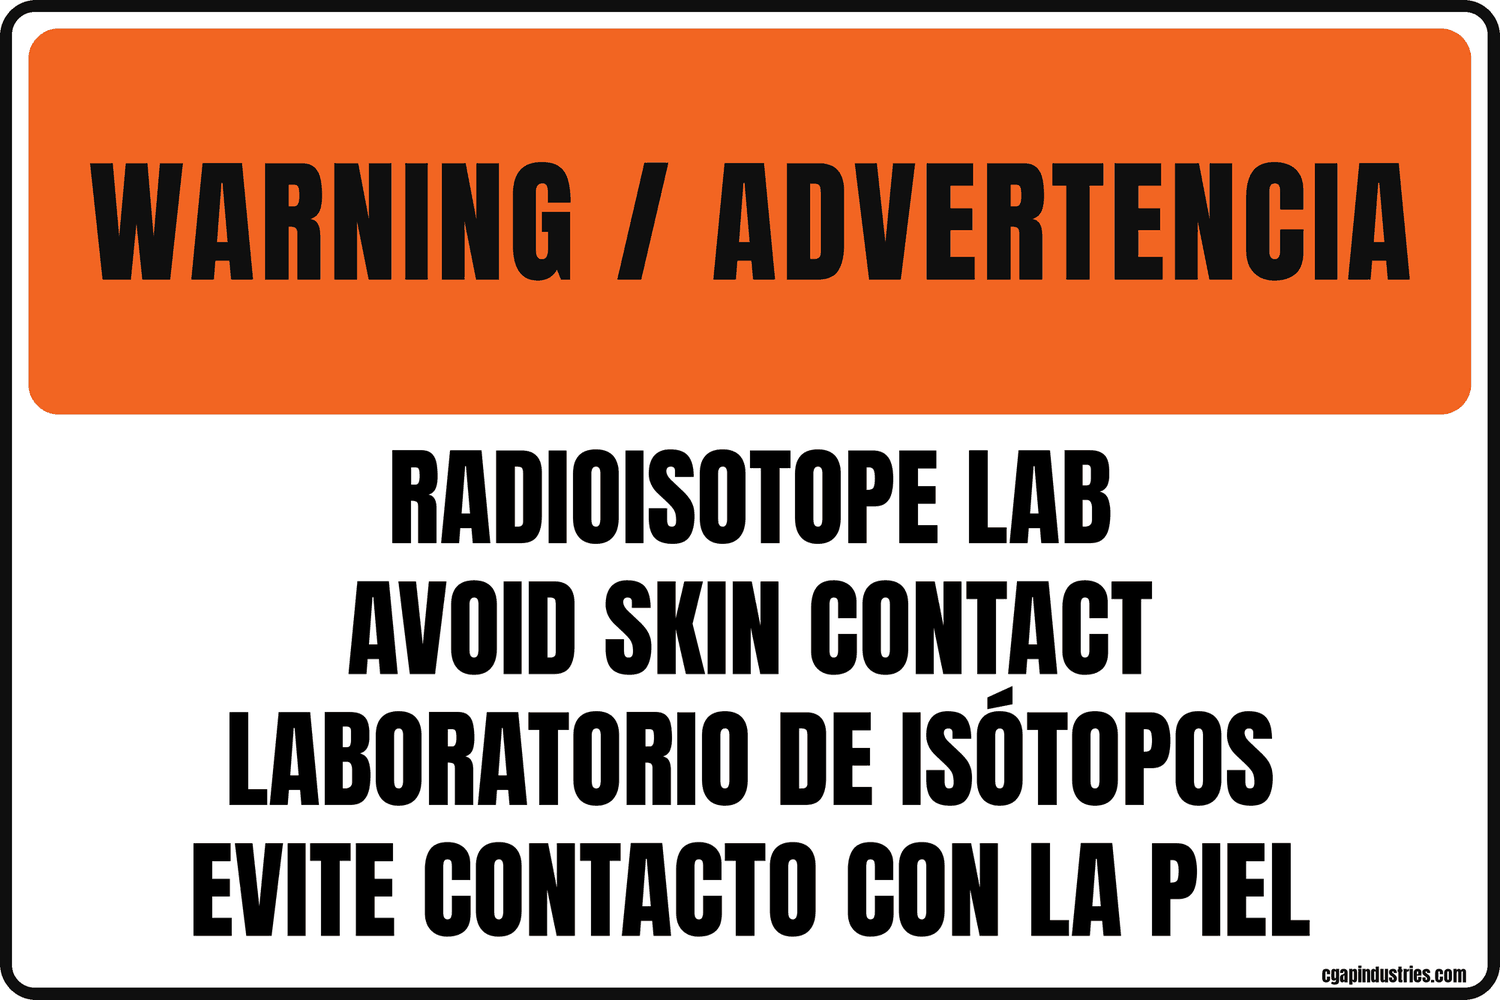 WARNING / ADVERTENCIA
RADIOISOTOPE LAB
AVOID SKIN CONTACT
LABORATORIO DE ISÓTOPOS
EVITE CONTACTO CON LA PIEL
cgapindustries.com